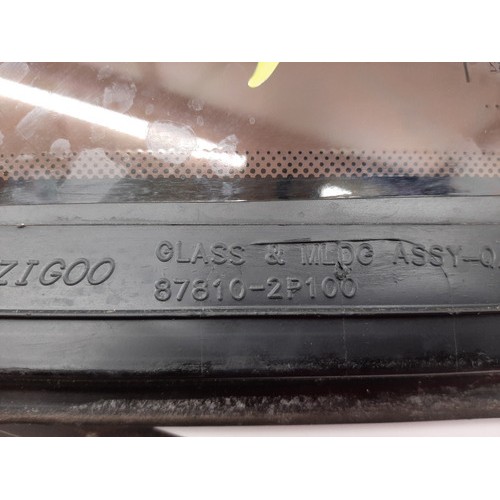 ZIGOO
GLASS & MLDG ASSY-Q
87810-2P100